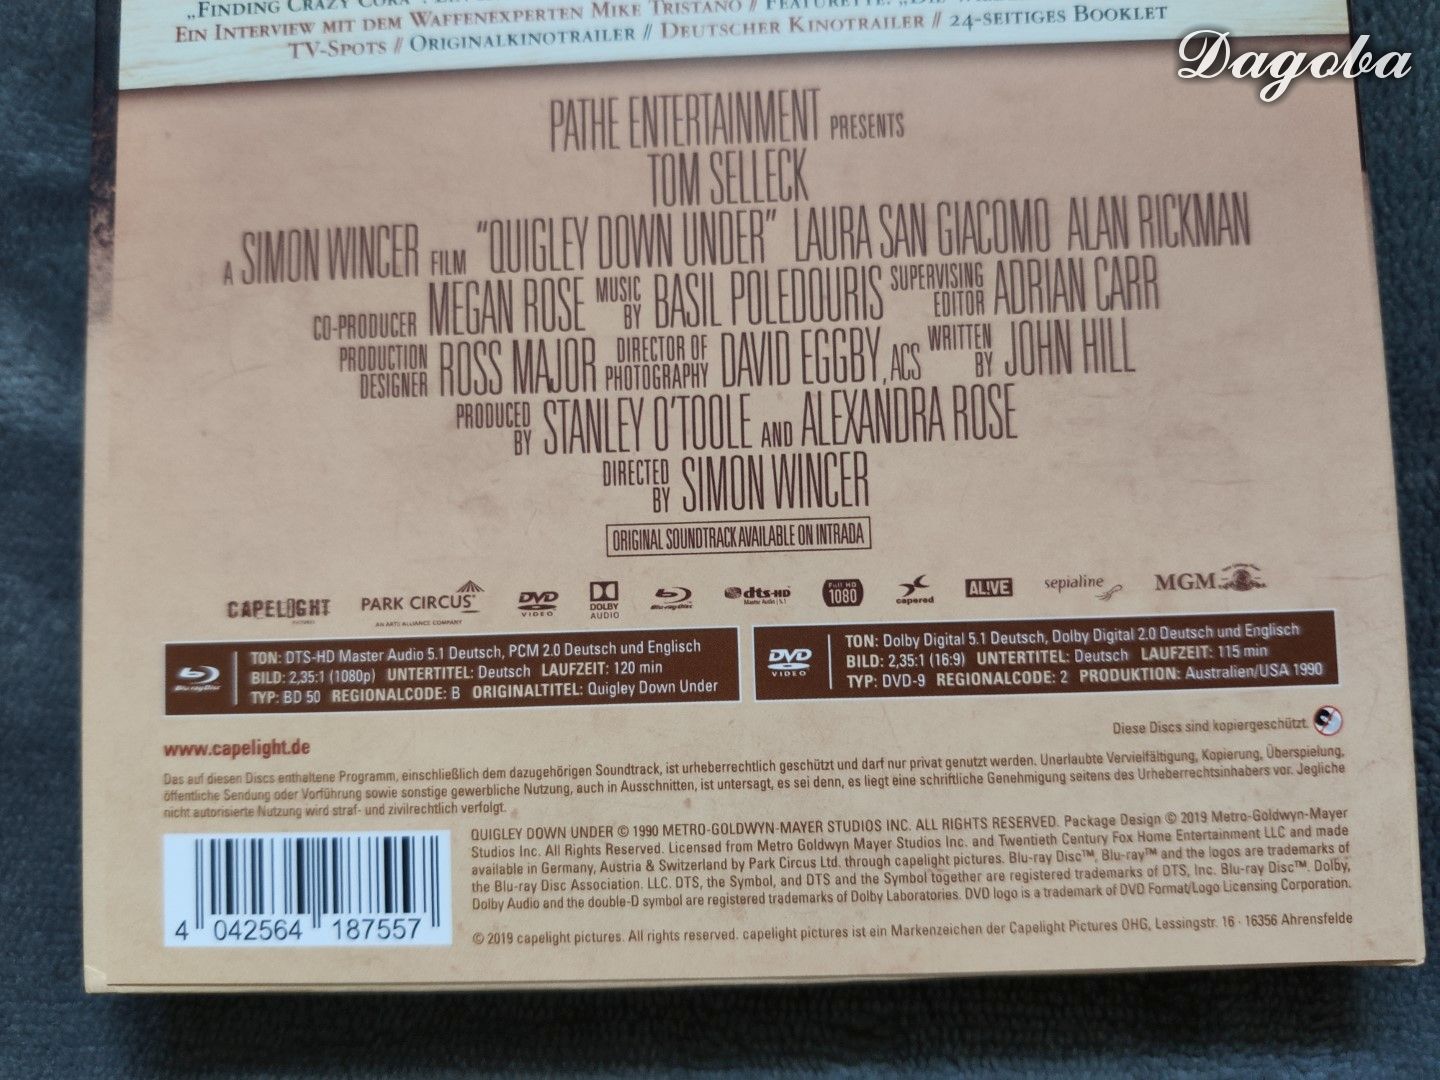 „Finding Crazy Cora“:
Ein Interview mit dem Waffenexperten Mike Tristano // Featurette:
TV-Spots // Originalkinotrailer // Deutscher Kinotrailer // 24-seitiges Booklet
Dagoba
PATHE ENTERTAINMENT PRESENTS
TOM SELLECK
A SIMON WINCER FILM "QUIGLEY DOWN UNDER" LAURA SAN GIACOMO ALAN RICKMAN
CO-PRODUCER MEGAN ROSE MUSIC BY BASIL POLEDOURIS SUPERVISING EDITOR ADRIAN CARR
PRODUCTION DESIGNER ROSS MAJOR DIRECTOR OF PHOTOGRAPHY DAVID EGGBY, ACS WRITTEN BY JOHN HILL
PRODUCED BY STANLEY O'TOOLE AND ALEXANDRA ROSE
DIRECTED BY SIMON WINCER
ORIGINAL SOUNDTRACK AVAILABLE ON INTRADA
CAPELIGHT PICTURES PARK CIRCUS AN ARTS ALLIANCE COMPANY DVD VIDEO DOLBY AUDIO Blu-ray Disc dts-HD Master Audio | 5.1 Full HD 1080 capered AL!VE sepialine MGM
Blu-ray Disc
TON: DTS-HD Master Audio 5.1 Deutsch, PCM 2.0 Deutsch und Englisch
BILD: 2,35:1 (1080p) UNTERTITEL: Deutsch LAUFZEIT: 120 min
TYP: BD 50 REGIONALCODE: B ORIGINALTITEL: Quigley Down Under
DVD VIDEO
TON: Dolby Digital 5.1 Deutsch, Dolby Digital 2.0 Deutsch und Englisch
BILD: 2,35:1 (16:9) UNTERTITEL: Deutsch LAUFZEIT: 115 min
TYP: DVD-9 REGIONALCODE: 2 PRODUKTION: Australien/USA 1990
Diese Discs sind kopiergeschützt.
www.capelight.de
Das auf diesen Discs enthaltene Programm, einschließlich dem dazugehörigen Soundtrack, ist urheberrechtlich geschützt und darf nur privat genutzt werden. Unerlaubte Vervielfältigung, Kopierung, Überspielung,
öffentliche Sendung oder Vorführung sowie sonstige gewerbliche Nutzung, auch in Ausschnitten, ist untersagt, es sei denn, es liegt eine schriftliche Genehmigung seitens des Urheberrechtsinhabers vor. Jegliche
nicht autorisierte Nutzung wird straf- und zivilrechtlich verfolgt.
QUIGLEY DOWN UNDER © 1990 METRO-GOLDWYN-MAYER STUDIOS INC. ALL RIGHTS RESERVED. Package Design © 2019 Metro-Goldwyn-Mayer
Studios Inc. All Rights Reserved. Licensed from Metro Goldwyn Mayer Studios Inc. and Twentieth Century Fox Home Entertainment LLC and made
available in Germany, Austria & Switzerland by Park Circus Ltd. through capelight pictures. Blu-ray Disc™, Blu-ray™ and the logos are trademarks of
the Blu-ray Disc Association. LLC. DTS, the Symbol, and DTS and the Symbol together are registered trademarks of DTS, Inc. Blu-ray Disc™. Dolby,
Dolby Audio and the double-D symbol are registered trademarks of Dolby Laboratories. DVD logo is a trademark of DVD Format/Logo Licensing Corporation.
© 2019 capelight pictures. All rights reserved. capelight pictures ist ein Markenzeichen der Capelight Pictures OHG, Lessingstr. 16 · 16356 Ahrensfelde
4 042564 187557